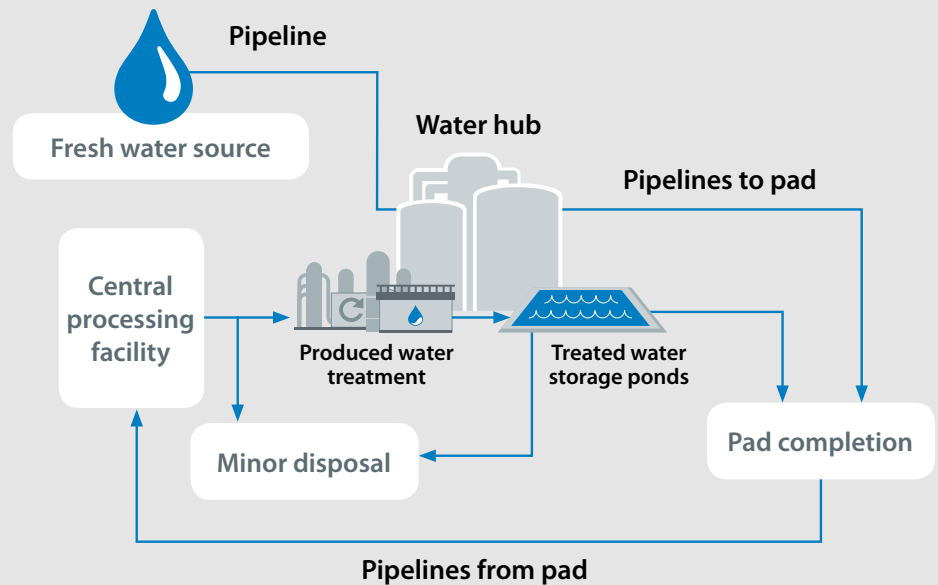 Pipeline
Fresh water source
Water hub
Pipelines to pad
Central
processing
facility
Produced water
treatment
Treated water
storage ponds
Minor disposal
Pad completion
Pipelines from pad